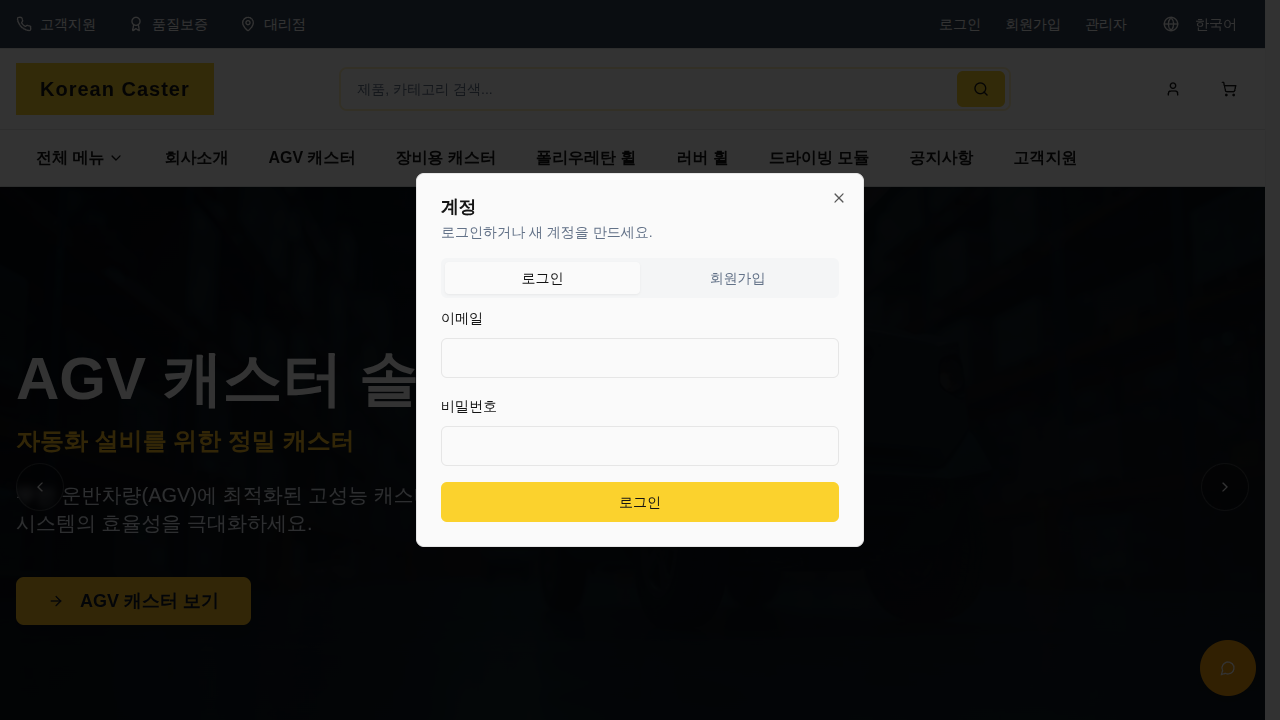 고객지원 품질보증 대리점 로그인 회원가입 관리자 한국어
Korean Caster 제품, 카테고리 검색...
전체 메뉴 회사소개 AGV 캐스터 장비용 캐스터 폴리우레탄 휠 러버 휠 드라이빙 모듈 공지사항 고객지원
계정
로그인하거나 새 계정을 만드세요.
로그인 회원가입
이메일
비밀번호
로그인
AGV 캐스터 솔
자동화 설비를 위한 정밀 캐스터
운반차량(AGV)에 최적화된 고성능 캐스
시스템의 효율성을 극대화하세요.
AGV 캐스터 보기